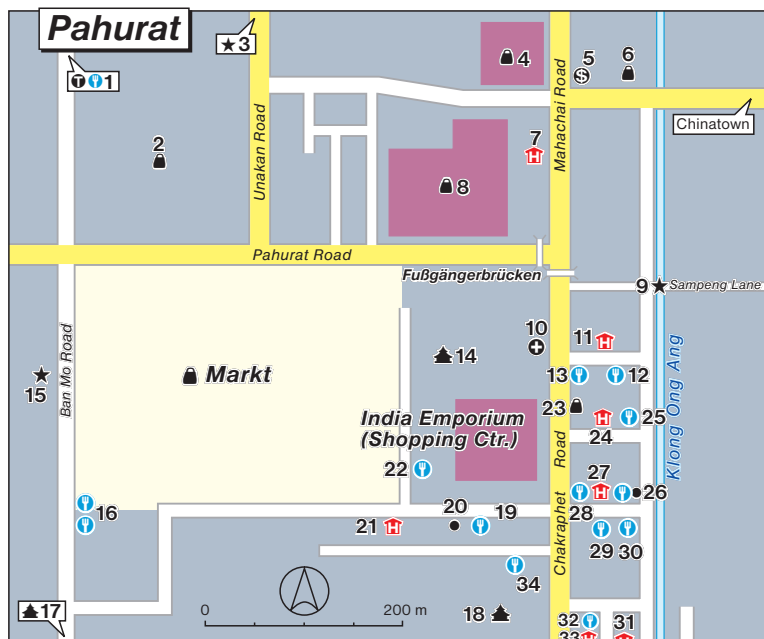 Pahurat
3
4
5
6
1
Chinatown
2
7
Unakan Road
Mahachai Road
8
Pahurat Road
Fußgängerbrücken
9
Sampeng Lane
10
11
14
Markt
15
Ban Mo Road
13
12
Klong Ong Ang
India Emporium
(Shopping Ctr.)
23
25
24
22
27
26
28
16
20
19
21
29
30
Chakraphet Road
34
17
0
200 m
18
32
31
33